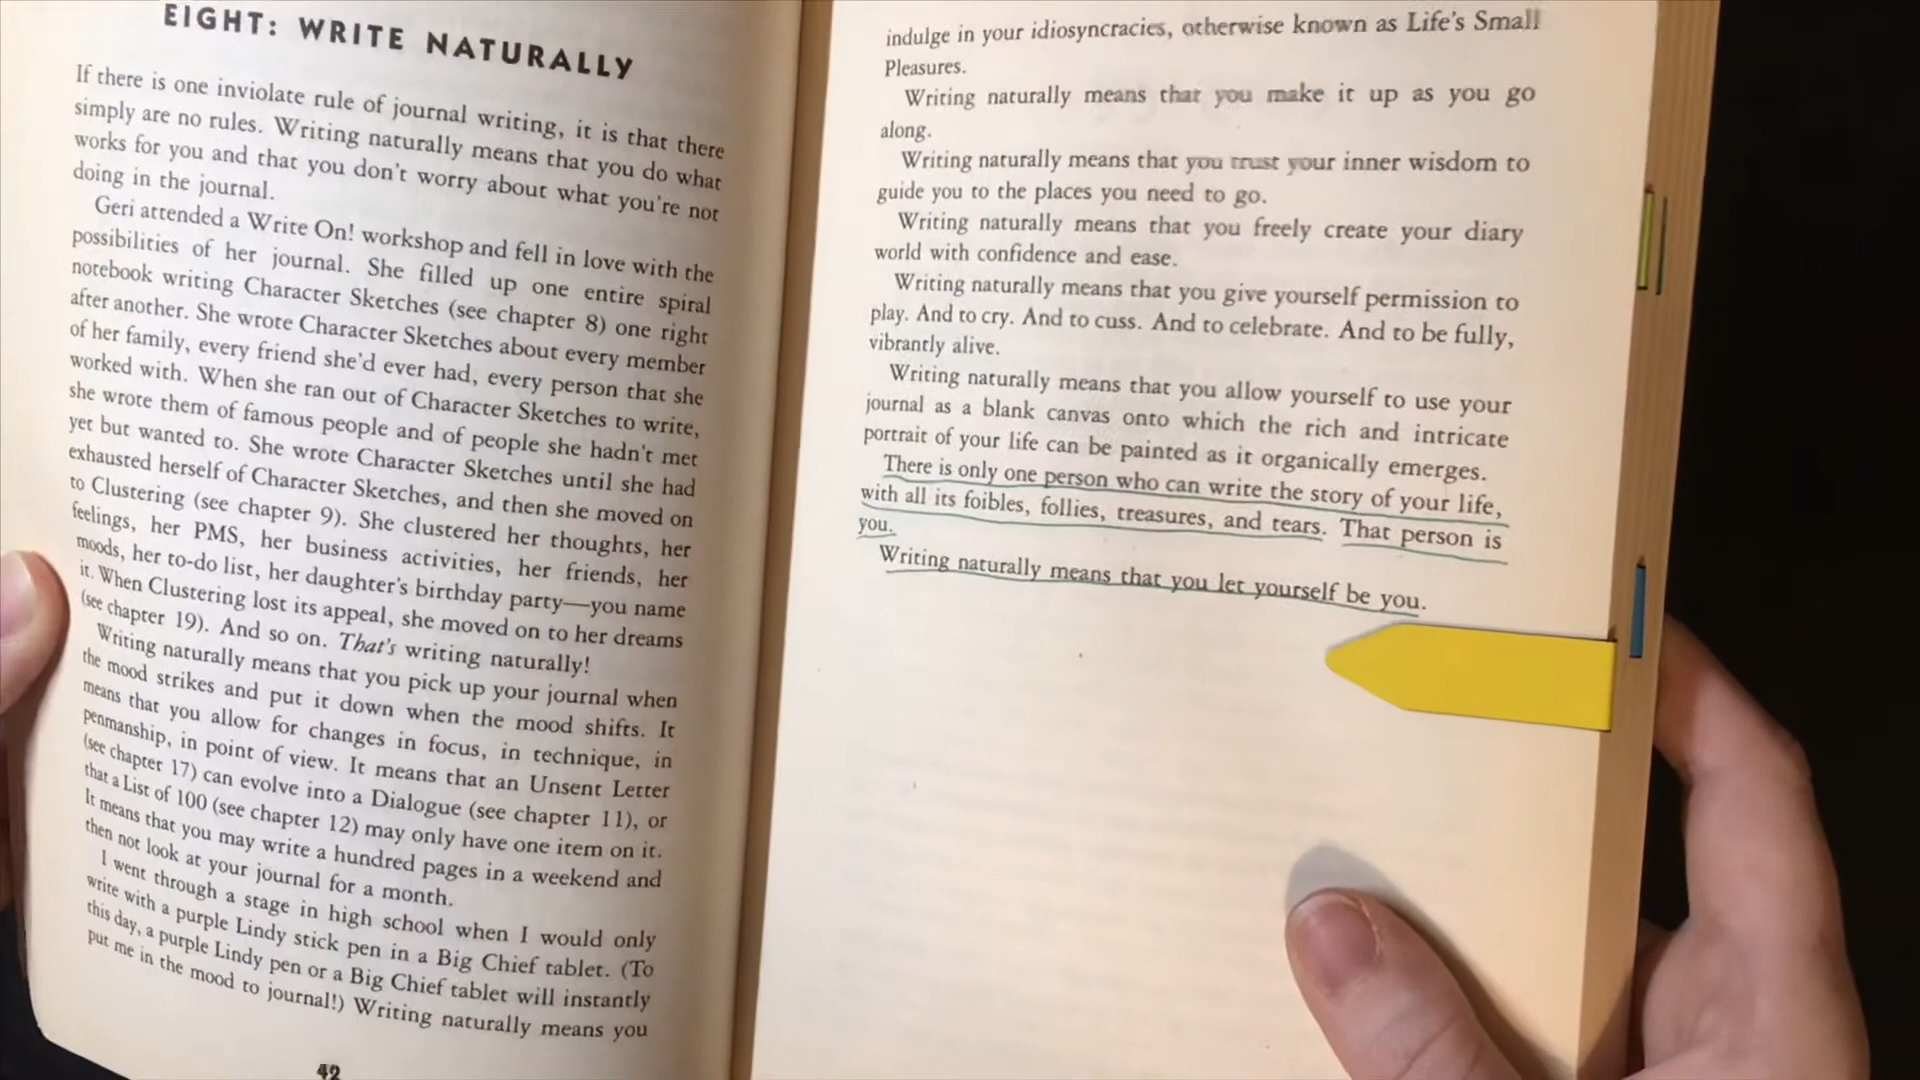 EIGHT: WRITE NATURALLY
If there is one inviolate rule of journal writing, it is that there
simply are no rules. Writing naturally means that you do what
works for you and that you don't worry about what you're not
doing in the journal.
Geri attended a Write On! workshop and fell in love with the
possibilities of her journal. She filled up one entire spiral
notebook writing Character Sketches (see chapter 8) one right
after another. She wrote Character Sketches about every member
of her family, every friend she'd ever had, every person that she
worked with. When she ran out of Character Sketches to write,
she wrote them of famous people and of people she hadn't met
yet but wanted to. She wrote Character Sketches until she had
exhausted herself of Character Sketches, and then she moved on
to Clustering (see chapter 9). She clustered her thoughts, her
feelings, her PMS, her business activities, her friends, her
moods, her to-do list, her daughter's birthday party—you name
it. When Clustering lost its appeal, she moved on to her dreams
(see chapter 19). And so on. That's writing naturally!
Writing naturally means that you pick up your journal when
the mood strikes and put it down when the mood shifts. It
means that you allow for changes in focus, in technique, in
penmanship, in point of view. It means that an Unsent Letter
(see chapter 17) can evolve into a Dialogue (see chapter 11), or
that a List of 100 (see chapter 12) may only have one item on it.
It means that you may write a hundred pages in a weekend and
then not look at your journal for a month.
I went through a stage in high school when I would only
write with a purple Lindy stick pen in a Big Chief tablet. (To
this day, a purple Lindy pen or a Big Chief tablet will instantly
put me in the mood to journal!) Writing naturally means you
42
indulge in your idiosyncracies, otherwise known as Life's Small
Pleasures.
Writing naturally means that you make it up as you go
along.
Writing naturally means that you trust your inner wisdom to
guide you to the places you need to go.
Writing naturally means that you freely create your diary
world with confidence and ease.
Writing naturally means that you give yourself permission to
play. And to cry. And to cuss. And to celebrate. And to be fully,
vibrantly alive.
Writing naturally means that you allow yourself to use your
journal as a blank canvas onto which the rich and intricate
portrait of your life can be painted as it organically emerges.
There is only one person who can write the story of your life,
with all its foibles, follies, treasures, and tears. That person is
you.
Writing naturally means that you let yourself be you.